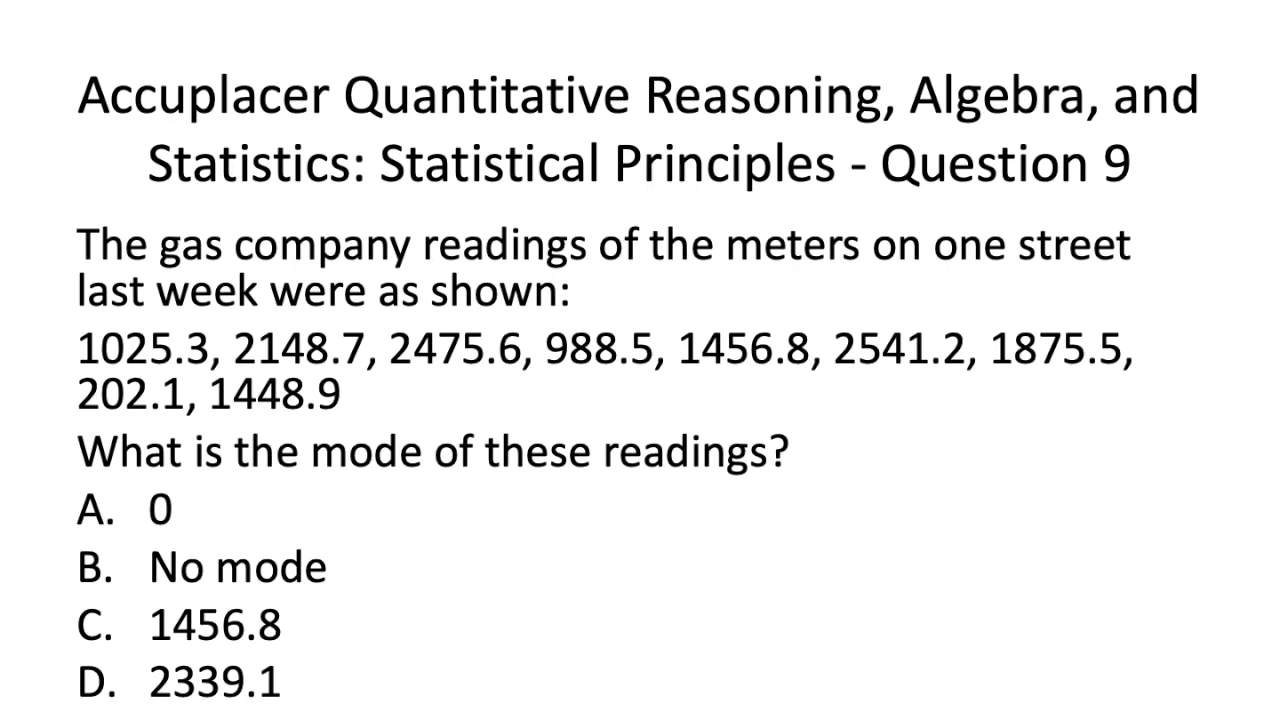 Accuplacer Quantitative Reasoning, Algebra, and
Statistics: Statistical Principles - Question 9
The gas company readings of the meters on one street
last week were as shown:
1025.3, 2148.7, 2475.6, 988.5, 1456.8, 2541.2, 1875.5,
202.1, 1448.9
What is the mode of these readings?
A. 0
B. No mode
C. 1456.8
D. 2339.1